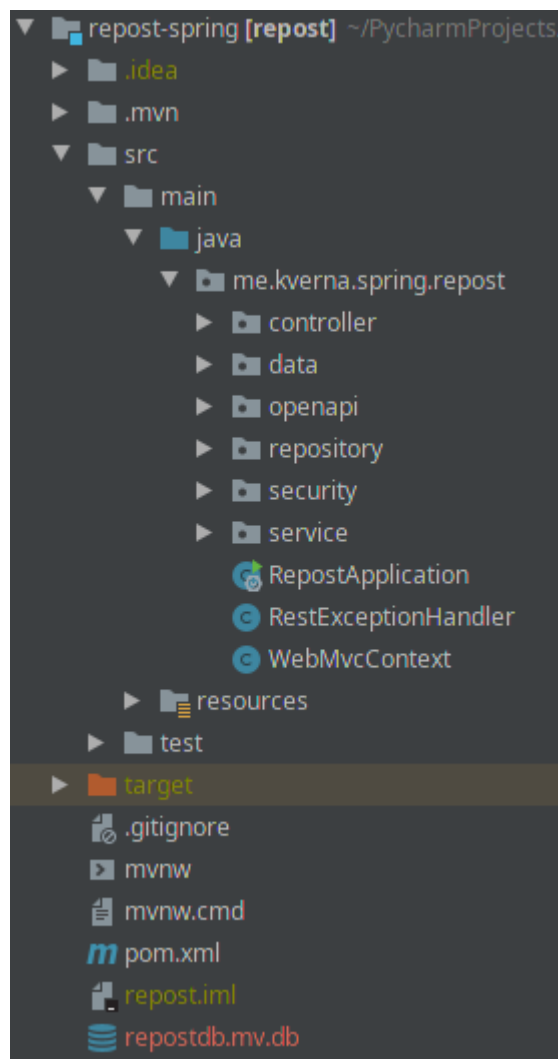 repost-spring [repost] ~/PycharmProjects
.idea
.mvn
src
main
java
me.kverna.spring.repost
controller
data
openapi
repository
security
service
RepostApplication
RestExceptionHandler
WebMvcContext
resources
test
target
.gitignore
mvnw
mvnw.cmd
pom.xml
repost.iml
repostdb.mv.db